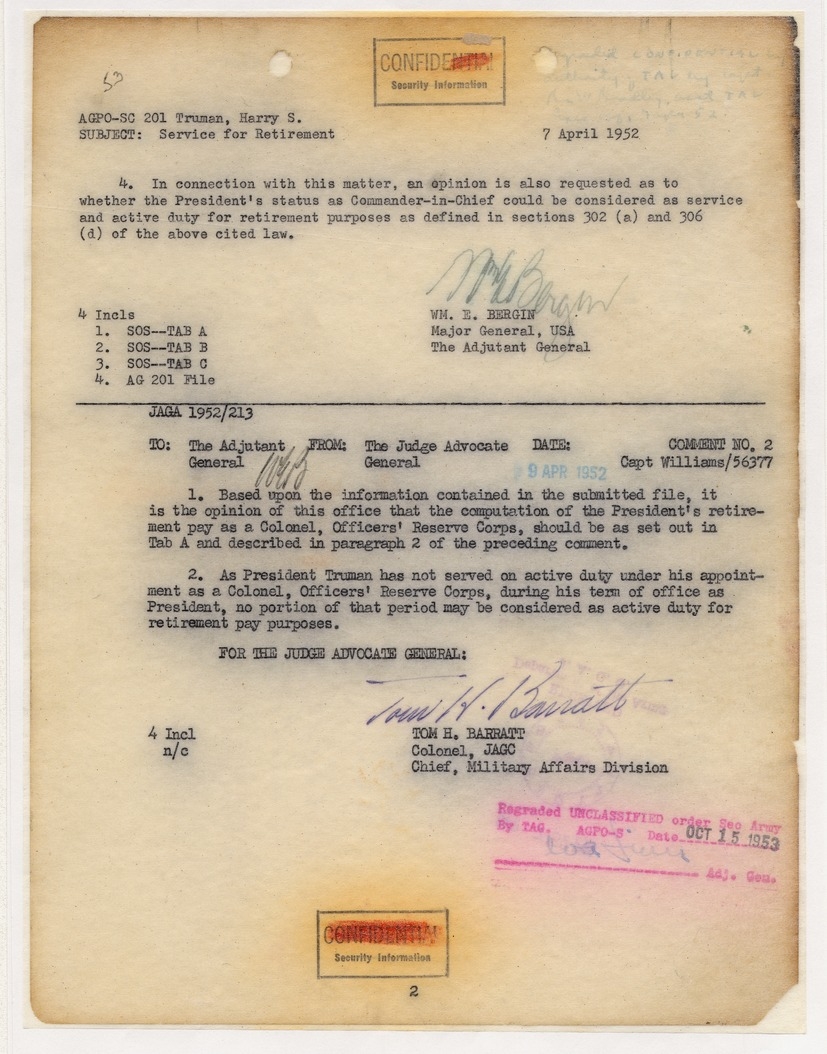 CONFIDENTIAL
Security Information
53
AGPO-SC 201 Truman, Harry S.
SUBJECT: Service for Retirement 7 April 1952
4. In connection with this matter, an opinion is also requested as to
whether the President's status as Commander-in-Chief could be considered as service
and active duty for retirement purposes as defined in sections 302 (a) and 306
(d) of the above cited law.
Wm E Bergin
4 Incls WM. E. BERGIN
1. SOS--TAB A Major General, USA
2. SOS--TAB B The Adjutant General
3. SOS--TAB C
4. AG 201 File
JAGA 1952/213
TO: The Adjutant FROM: The Judge Advocate DATE: COMMENT NO. 2
General WEB General 9 APR 1952 Capt Williams/56377
1. Based upon the information contained in the submitted file, it
is the opinion of this office that the computation of the President's retire-
ment pay as a Colonel, Officers' Reserve Corps, should be as set out in
Tab A and described in paragraph 2 of the preceding comment.
2. As President Truman has not served on active duty under his appoint-
ment as a Colonel, Officers' Reserve Corps, during his term of office as
President, no portion of that period may be considered as active duty for
retirement pay purposes.
FOR THE JUDGE ADVOCATE GENERAL:
Tom H. Barratt
4 Incl TOM H. BARRATT
n/c Colonel, JAGC
Chief, Military Affairs Division
Regraded UNCLASSIFIED order Sec Army
By TAG. AGPO-S Date OCT 15 1953
Adj. Gen.
CONFIDENTIAL
Security Information
2